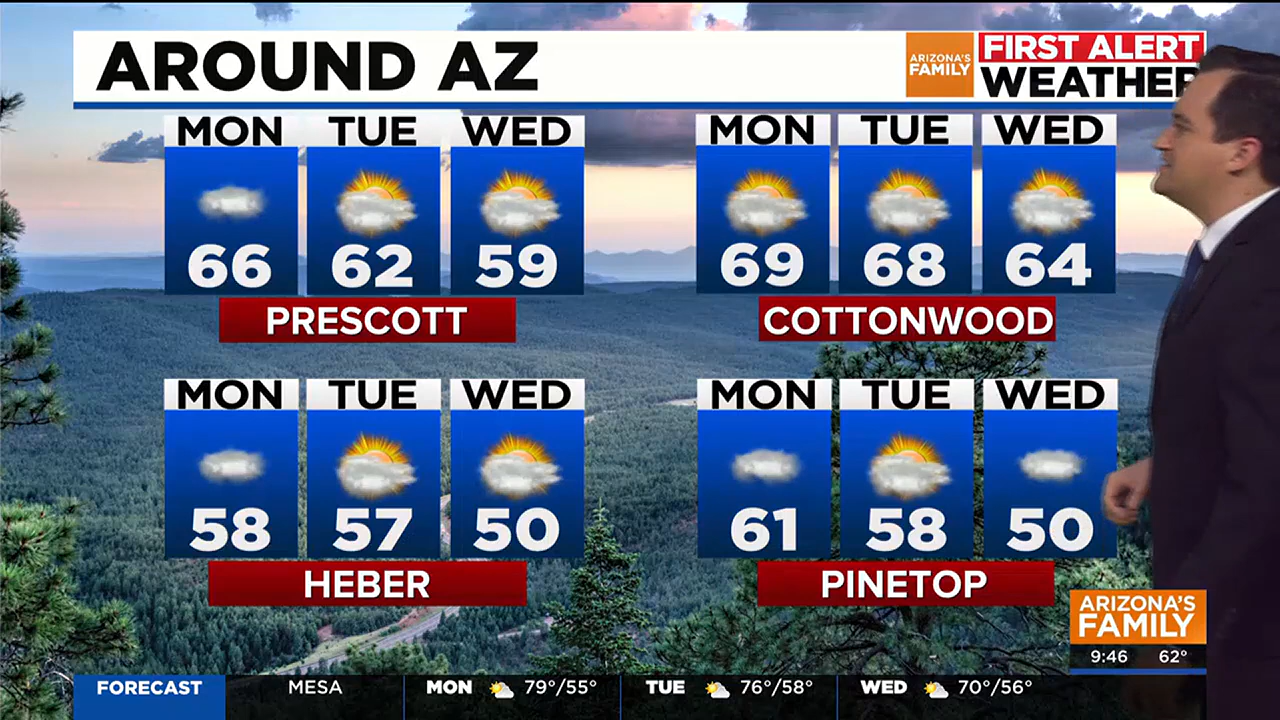 AROUND AZ
ARIZONA'S
FAMILY
FIRST ALERT
WEATHER
MON TUE WED
66 62 59
PRESCOTT
MON TUE WED
69 68 64
COTTONWOOD
MON TUE WED
58 57 50
HEBER
MON TUE WED
61 58 50
PINETOP
ARIZONA'S
FAMILY
9:46 62°
FORECAST MESA MON 79°/55° TUE 76°/58° WED 70°/56°